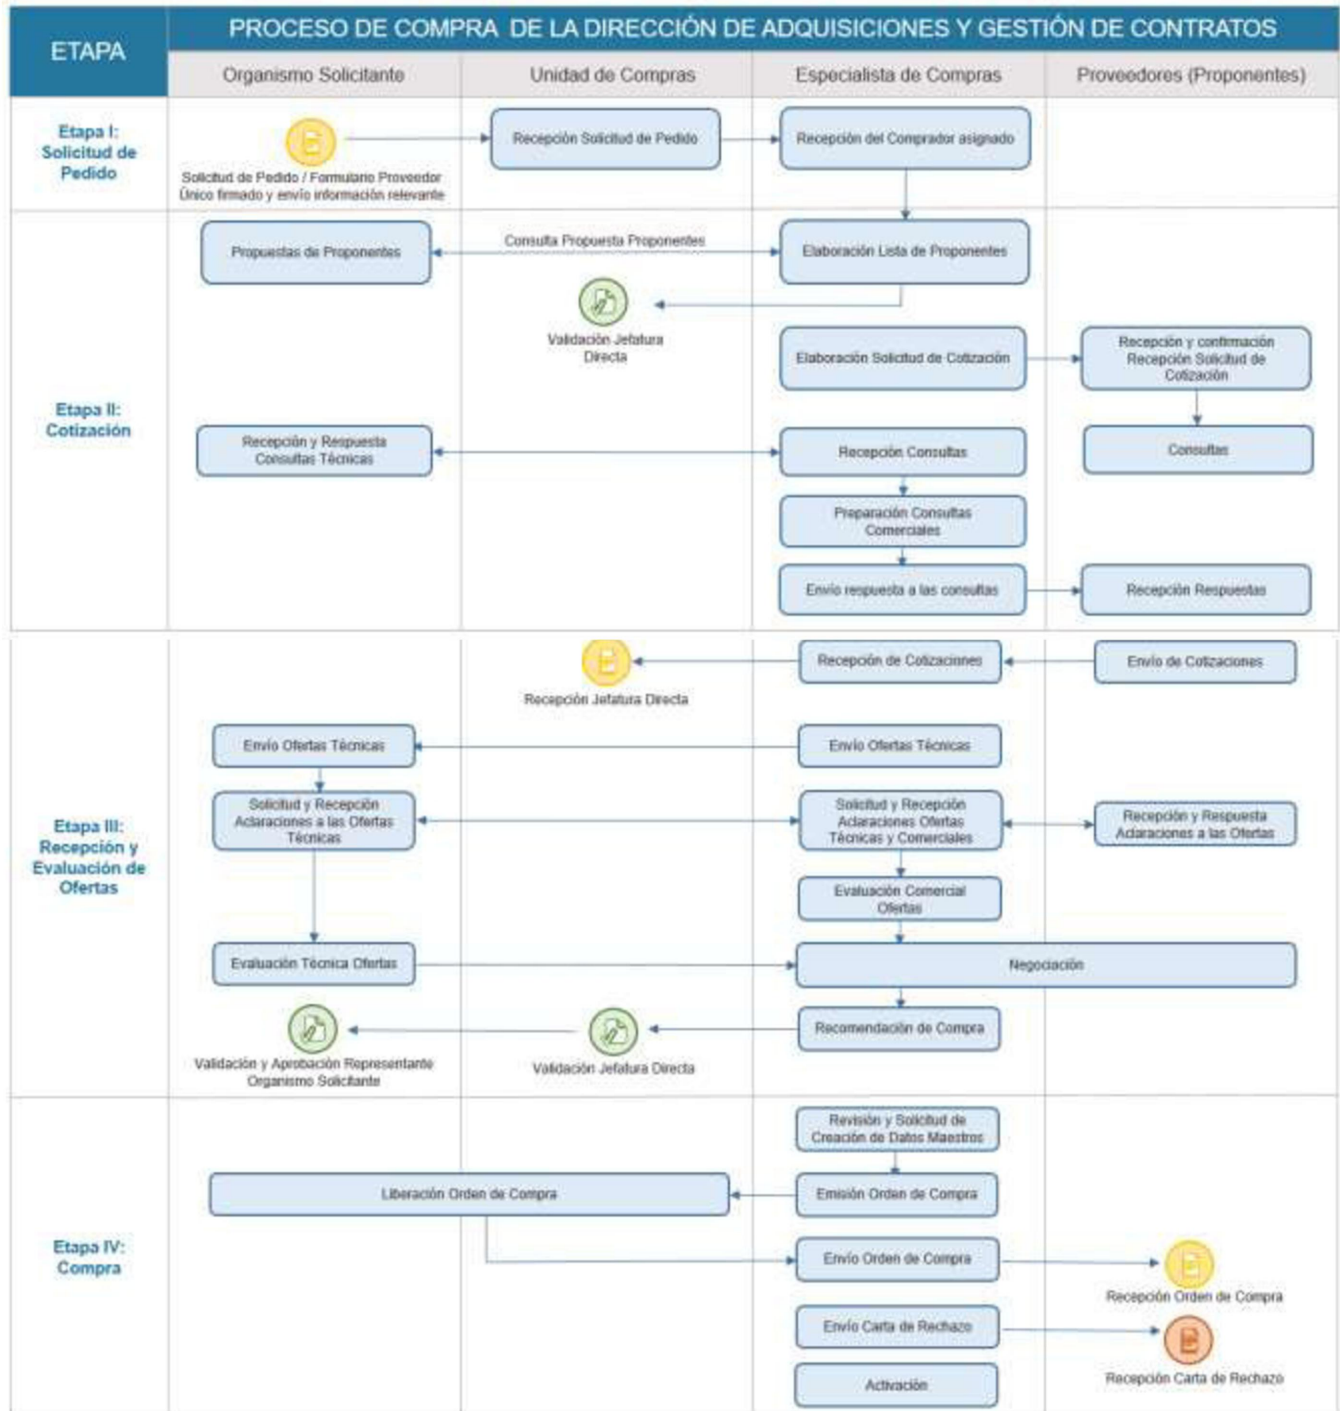 PROCESO DE COMPRA DE LA DIRECCIÓN DE ADQUISICIONES Y GESTIÓN DE CONTRATOS
ETAPA
Organismo Solicitante
Unidad de Compras
Especialista de Compras
Proveedores (Proponentes)
Etapa I:
Solicitud de
Pedido
Solicitud de Pedido / Formulario Proveedor
Único firmado y envío información relevante
Recepción Solicitud de Pedido
Recepción del Comprador asignado
Etapa II:
Cotización
Propuestas de Proponentes
Consulta Propuesta Proponentes
Elaboración Lista de Proponentes
Validación Jefatura
Directa
Elaboración Solicitud de Cotización
Recepción y confirmación
Recepción Solicitud de
Cotización
Recepción y Respuesta
Consultas Técnicas
Recepción Consultas
Consultas
Preparación Consultas
Comerciales
Envío respuesta a las consultas
Recepción Respuestas
Etapa III:
Recepción y
Evaluación de
Ofertas
Recepción Jefatura Directa
Recepción de Cotizaciones
Envío de Cotizaciones
Envío Ofertas Técnicas
Envío Ofertas Técnicas
Solicitud y Recepción
Aclaraciones a las Ofertas
Técnicas
Solicitud y Recepción
Aclaraciones Ofertas
Técnicas y Comerciales
Recepción y Respuesta
Aclaraciones a las Ofertas
Evaluación Comercial
Ofertas
Evaluación Técnica Ofertas
Negociación
Validación y Aprobación Representante
Organismo Solicitante
Validación Jefatura Directa
Recomendación de Compra
Etapa IV:
Compra
Revisión y Solicitud de
Creación de Datos Maestros
Liberación Orden de Compra
Emisión Orden de Compra
Envío Orden de Compra
Recepción Orden de Compra
Envío Carta de Rechazo
Recepción Carta de Rechazo
Activación